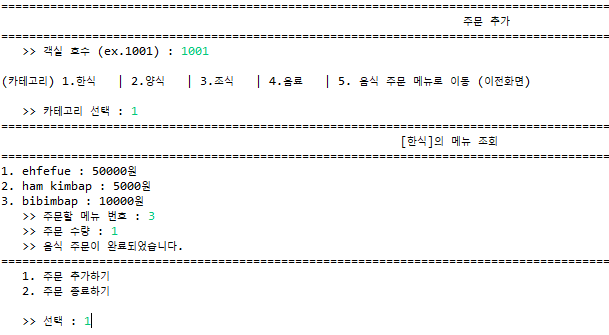 ================================================================================
주문 추가
================================================================================
>> 객실 호수 (ex.1001) : 1001
(카테고리) 1.한식 | 2.양식 | 3.조식 | 4.음료 | 5. 음식 주문 메뉴로 이동 (이전화면)
>> 카테고리 선택 : 1
================================================================================
[한식]의 메뉴 조회
================================================================================
1. ehfefue : 50000원
2. ham kimbap : 5000원
3. bibimbap : 10000원
>> 주문할 메뉴 번호 : 3
>> 주문 수량 : 1
>> 음식 주문이 완료되었습니다.
================================================================================
1. 주문 추가하기
2. 주문 종료하기
>> 선택 : 1